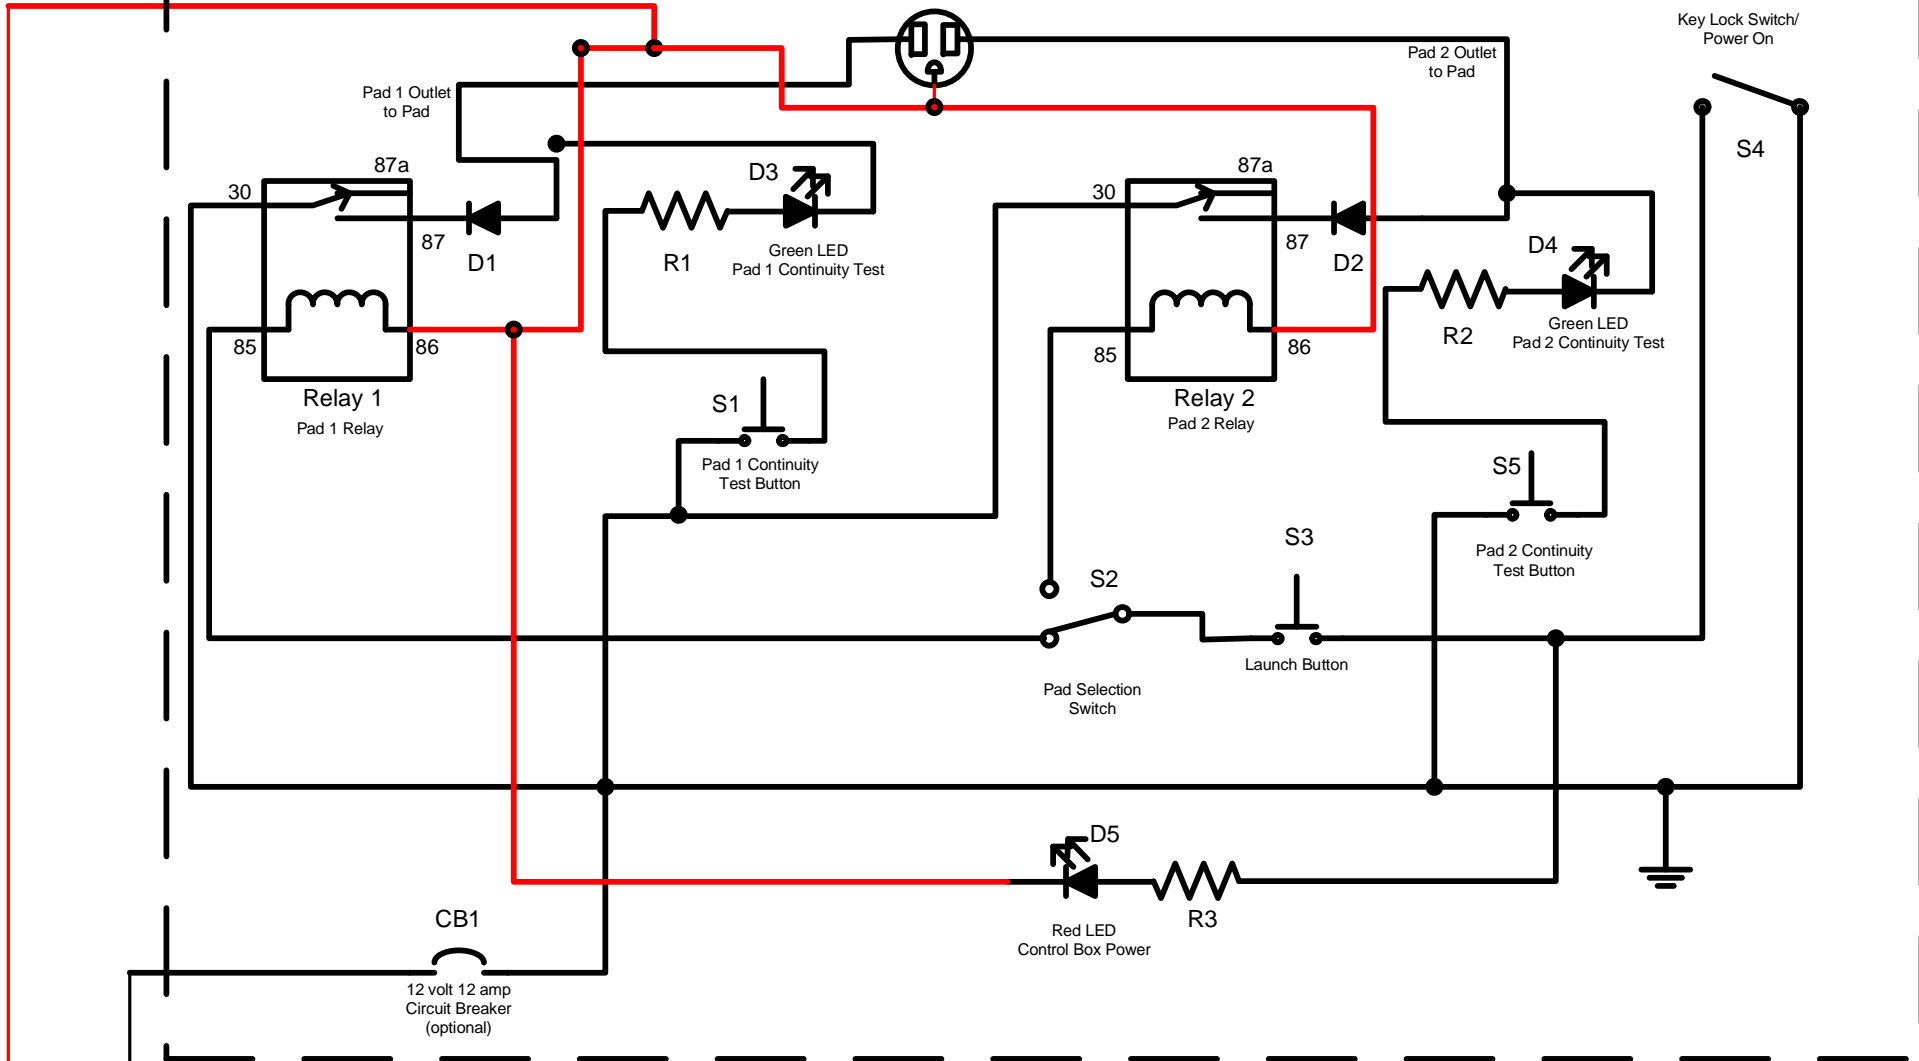 Key Lock Switch/
Power On
Pad 2 Outlet
to Pad
Pad 1 Outlet
to Pad
S4
87a
D3
87a
30
30
87
D1
R1
Green LED
Pad 1 Continuity Test
87
D2
D4
85
86
85
86
R2
Green LED
Pad 2 Continuity Test
Relay 1
Pad 1 Relay
S1
Relay 2
Pad 2 Relay
Pad 1 Continuity
Test Button
S5
S3
Pad 2 Continuity
Test Button
S2
Launch Button
Pad Selection
Switch
D5
CB1
R3
Red LED
Control Box Power
12 volt 12 amp
Circuit Breaker
(optional)